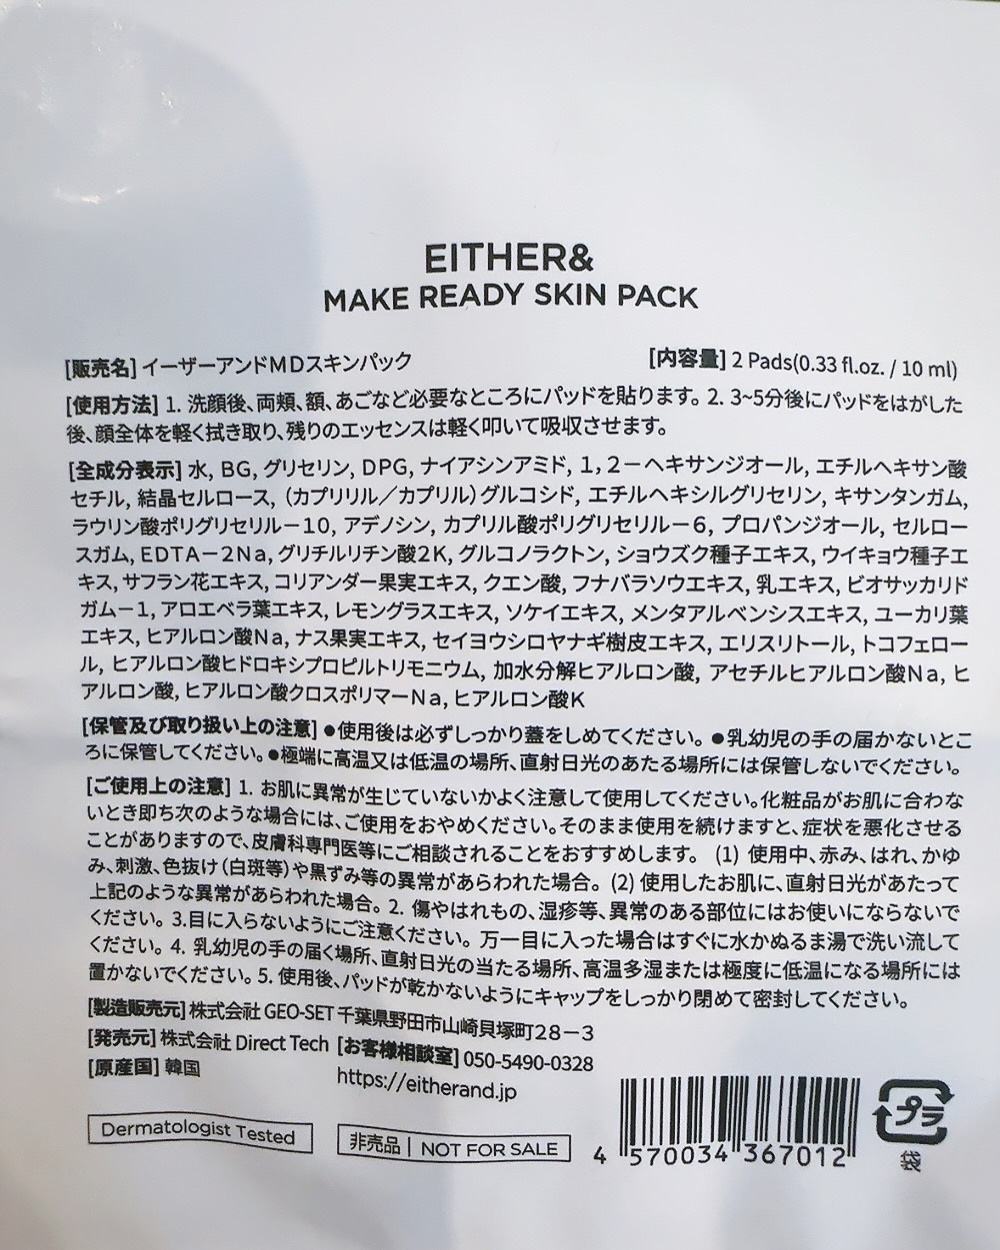 EITHER&
MAKE READY SKIN PACK
[販売名] イーザーアンドMDスキンパック [内容量] 2 Pads(0.33 fl.oz. / 10 ml)
[使用方法] 1. 洗顔後、両頬、額、あごなど必要なところにパッドを貼ります。2. 3~5分後にパッドをはがした
後、顔全体を軽く拭き取り、残りのエッセンスは軽く叩いて吸収させます。
[全成分表示] 水, BG, グリセリン, DPG, ナイアシンアミド, 1，2－ヘキサンジオール, エチルヘキサン酸
セチル, 結晶セルロース, （カプリリル／カプリル）グルコシド, エチルヘキシルグリセリン, キサンタンガム,
ラウリン酸ポリグリセリル－10, アデノシン, カプリル酸ポリグリセリル－6, プロパンジオール, セルロー
スガム, EDTA－2Na, グリチルリチン酸2K, グルコノラクトン, ショウズク種子エキス, ウイキョウ種子エ
キス, サフラン花エキス, コリアンダー果実エキス, クエン酸, フナバラソウエキス, 乳エキス, ビオサッカリド
ガム－1, アロエベラ葉エキス, レモングラスエキス, ソケイエキス, メンタアルベンシスエキス, ユーカリ葉
エキス, ヒアルロン酸Na, ナス果実エキス, セイヨウシロヤナギ樹皮エキス, エリスリトール, トコフェロー
ル, ヒアルロン酸ヒドロキシプロピルトリモニウム, 加水分解ヒアルロン酸, アセチルヒアルロン酸Na, ヒ
アルロン酸, ヒアルロン酸クロスポリマーNa, ヒアルロン酸K
[保管及び取り扱い上の注意] ●使用後は必ずしっかり蓋をしめてください。●乳幼児の手の届かないとこ
ろに保管してください。●極端に高温又は低温の場所、直射日光のあたる場所には保管しないでください。
[ご使用上の注意] 1. お肌に異常が生じていないかよく注意して使用してください。化粧品がお肌に合わな
いとき即ち次のような場合には、ご使用をおやめください。そのまま使用を続けますと、症状を悪化させる
ことがありますので、皮膚科専門医等にご相談されることをおすすめします。 (1) 使用中、赤み、はれ、かゆ
み、刺激、色抜け（白斑等）や黒ずみ等の異常があらわれた場合。(2) 使用したお肌に、直射日光があたって
上記のような異常があらわれた場合。2. 傷やはれもの、湿疹等、異常のある部位にはお使いにならないで
ください。3.目に入らないようにご注意ください。万一目に入った場合はすぐに水かぬるま湯で洗い流して
ください。4. 乳幼児の手の届く場所、直射日光の当たる場所、高温多湿または極度に低温になる場所には
置かないでください。5. 使用後、パッドが乾かないようにキャップをしっかり閉めて密封してください。
[製造販売元] 株式会社 GEO-SET 千葉県野田市山崎貝塚町28－3
[発売元] 株式会社 Direct Tech [お客様相談室] 050-5490-0328
[原産国] 韓国 https://eitherand.jp
Dermatologist Tested 非売品 | NOT FOR SALE
4 570034 367012
プラ
袋